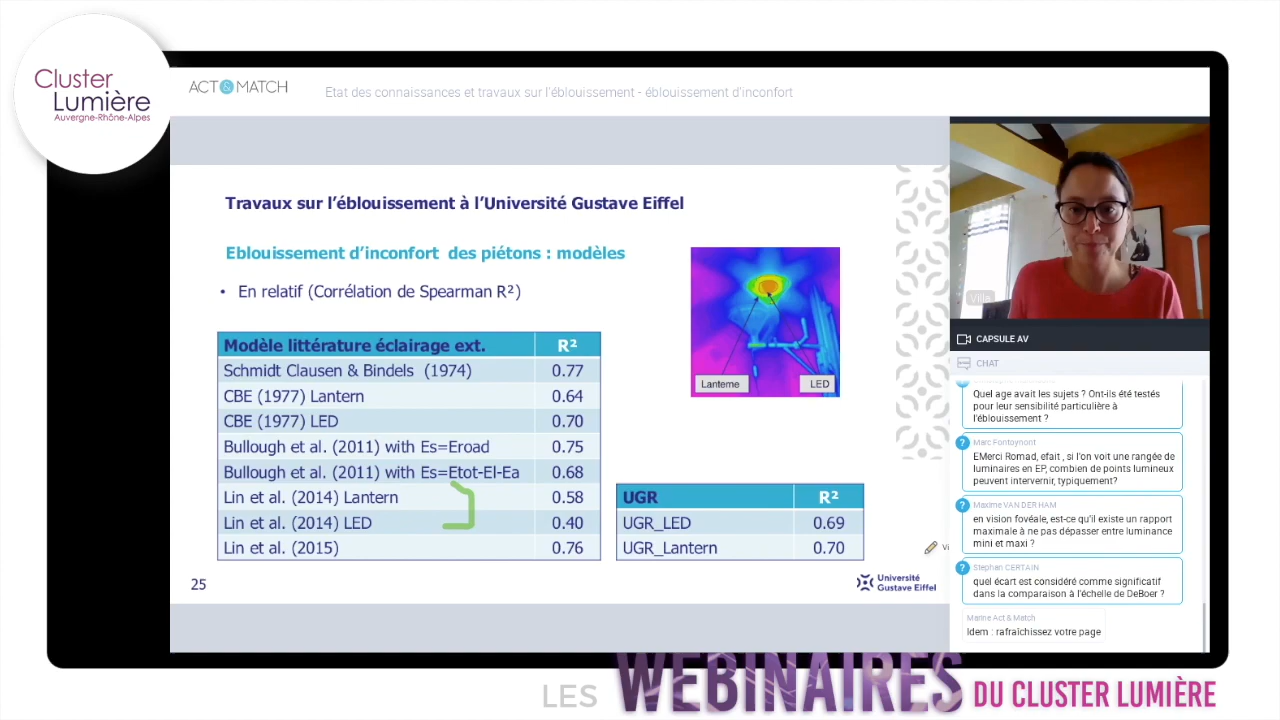 Cluster
Lumière
Auvergne-Rhône-Alpes
ACT & MATCH
Etat des connaissances et travaux sur l'éblouissement - éblouissement d'inconfort
Travaux sur l'éblouissement à l'Université Gustave Eiffel
Eblouissement d'inconfort des piétons : modèles
• En relatif (Corrélation de Spearman R²)
Modèle littérature éclairage ext. R²
Schmidt Clausen & Bindels (1974) 0.77
CBE (1977) Lantern 0.64
CBE (1977) LED 0.70
Bullough et al. (2011) with Es=Eroad 0.75
Bullough et al. (2011) with Es=Etot-El-Ea 0.68
Lin et al. (2014) Lantern 0.58
Lin et al. (2014) LED 0.40
Lin et al. (2015) 0.76
Lanterne LED
UGR R²
UGR_LED 0.69
UGR_Lantern 0.70
25
Université
Gustave Eiffel
CAPSULE AV
CHAT
Quel age avait les sujets ? Ont-ils été testés
pour leur sensibilité particulière à
l'éblouissement ?
Marc Fontoynont
EMerci Romad, efait , si l'on voit une rangée de
luminaires en EP, combien de points lumineux
peuvent intervenir, typiquement?
Maxime VAN DER HAM
en vision fovéale, est-ce qu'il existe un rapport
maximale à ne pas dépasser entre luminance
mini et maxi ?
Stephan CERTAIN
quel écart est considéré comme significatif
dans la comparaison à l'échelle de DeBoer ?
Marine Act & Match
Idem : rafraîchissez votre page
LES WEBINAIRES DU CLUSTER LUMIÈRE